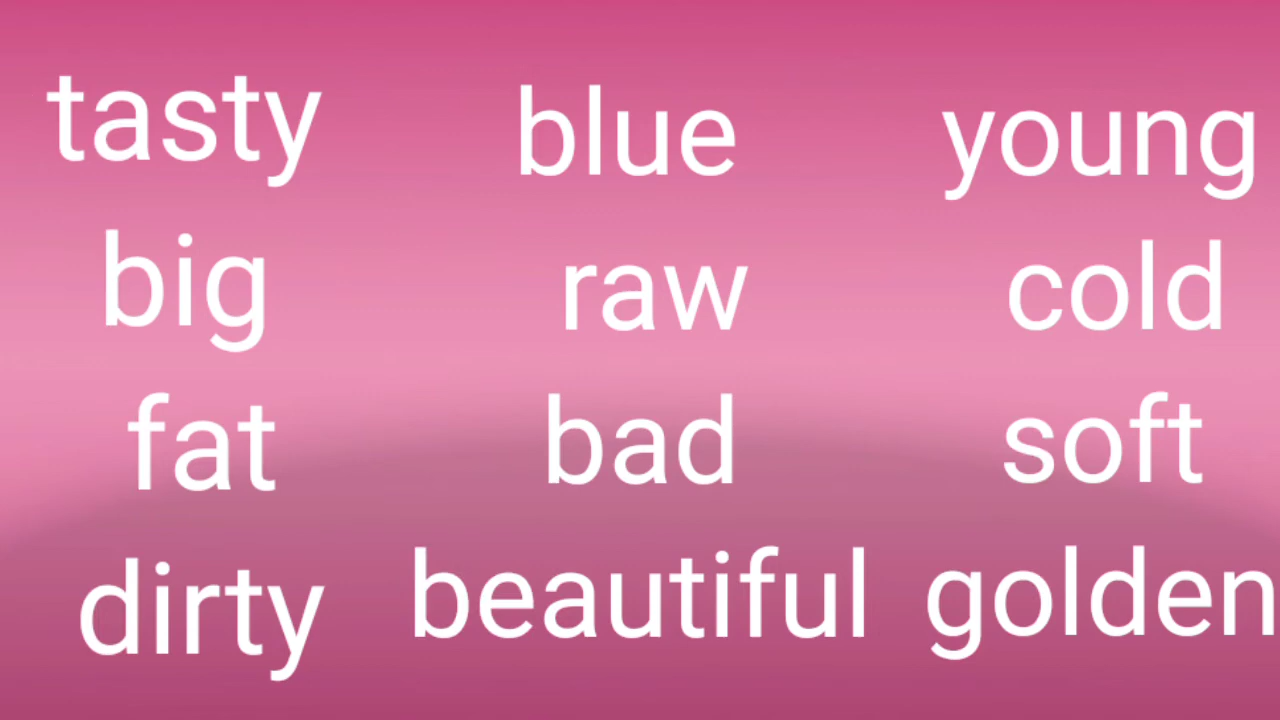 tasty blue young
big raw cold
fat bad soft
dirty beautiful golden